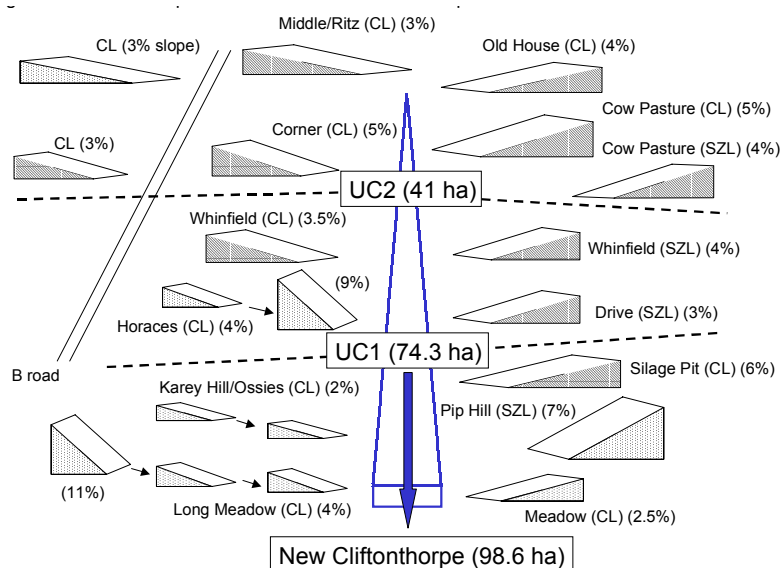 Middle/Ritz (CL) (3%)
CL (3% slope)
Old House (CL) (4%)
Cow Pasture (CL) (5%)
CL (3%)
Corner (CL) (5%)
Cow Pasture (SZL) (4%)
UC2 (41 ha)
Whinfield (CL) (3.5%)
Whinfield (SZL) (4%)
(9%)
Horaces (CL) (4%)
Drive (SZL) (3%)
UC1 (74.3 ha)
B road
Silage Pit (CL) (6%)
Karey Hill/Ossies (CL) (2%)
Pip Hill (SZL) (7%)
(11%)
Long Meadow (CL) (4%)
Meadow (CL) (2.5%)
New Cliftonthorpe (98.6 ha)